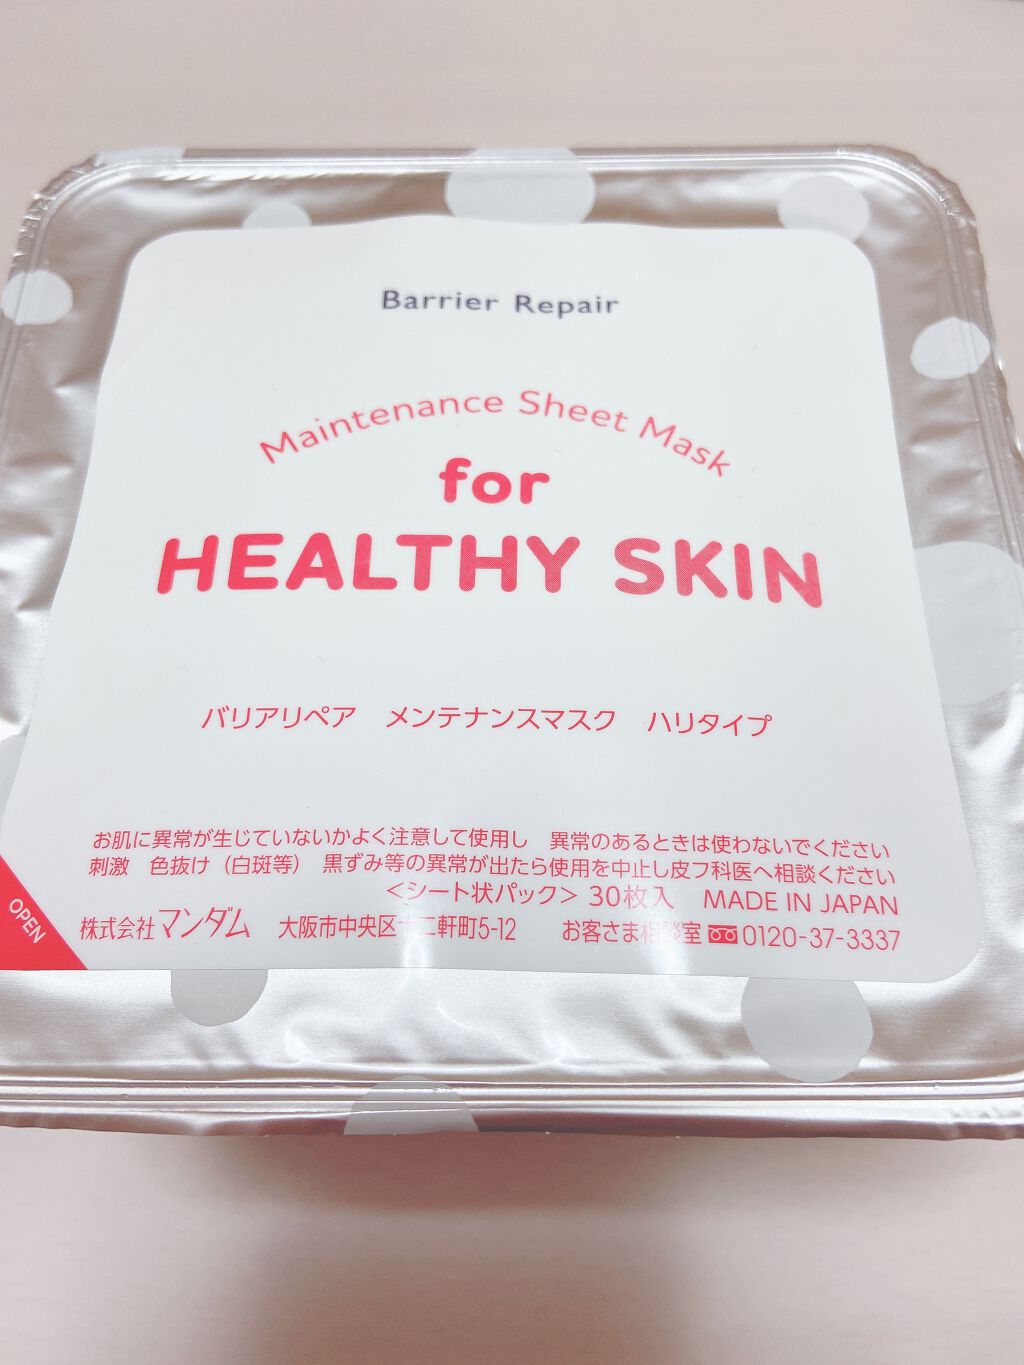 Barrier Repair
Maintenance Sheet Mask
for
HEALTHY SKIN
バリアリペア　メンテナンスマスク　ハリタイプ
お肌に異常が生じていないかよく注意して使用し　異常のあるときは使わないでください
刺激　色抜け（白斑等）　黒ずみ等の異常が出たら使用を中止し皮フ科医へ相談ください
＜シート状パック＞ 30枚入　MADE IN JAPAN
株式会社マンダム　大阪市中央区十二軒町5-12　お客さま相談室 0120-37-3337
OPEN